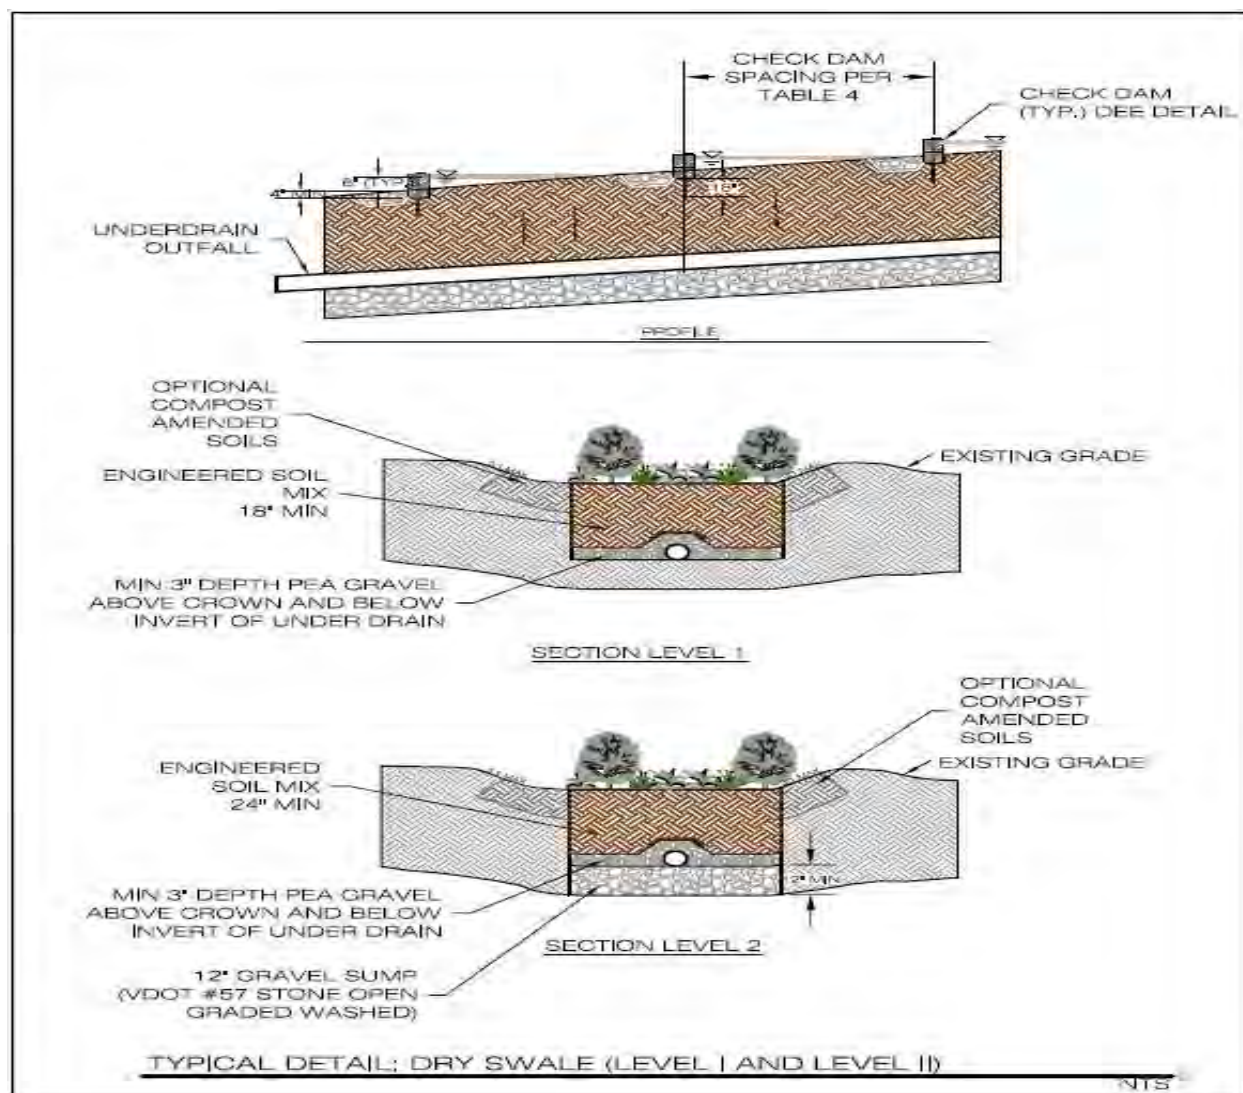 CHECK DAM
SPACING PER
TABLE 4
CHECK DAM
(TYP.) DEE DETAIL
6" (TYP.)
18"
UNDERDRAIN
OUTFALL
PROFILE
OPTIONAL
COMPOST
AMENDED
SOILS
ENGINEERED SOIL
MIX
18" MIN
EXISTING GRADE
MIN 3" DEPTH PEA GRAVEL
ABOVE CROWN AND BELOW
INVERT OF UNDER DRAIN
SECTION LEVEL 1
OPTIONAL
COMPOST
AMENDED
SOILS
ENGINEERED
SOIL MIX
24" MIN
EXISTING GRADE
MIN 3" DEPTH PEA GRAVEL
ABOVE CROWN AND BELOW
INVERT OF UNDER DRAIN
2" MIN
SECTION LEVEL 2
12" GRAVEL SUMP
(VDOT #57 STONE OPEN
GRADED WASHED)
TYPICAL DETAIL; DRY SWALE (LEVEL I AND LEVEL II)
NTS